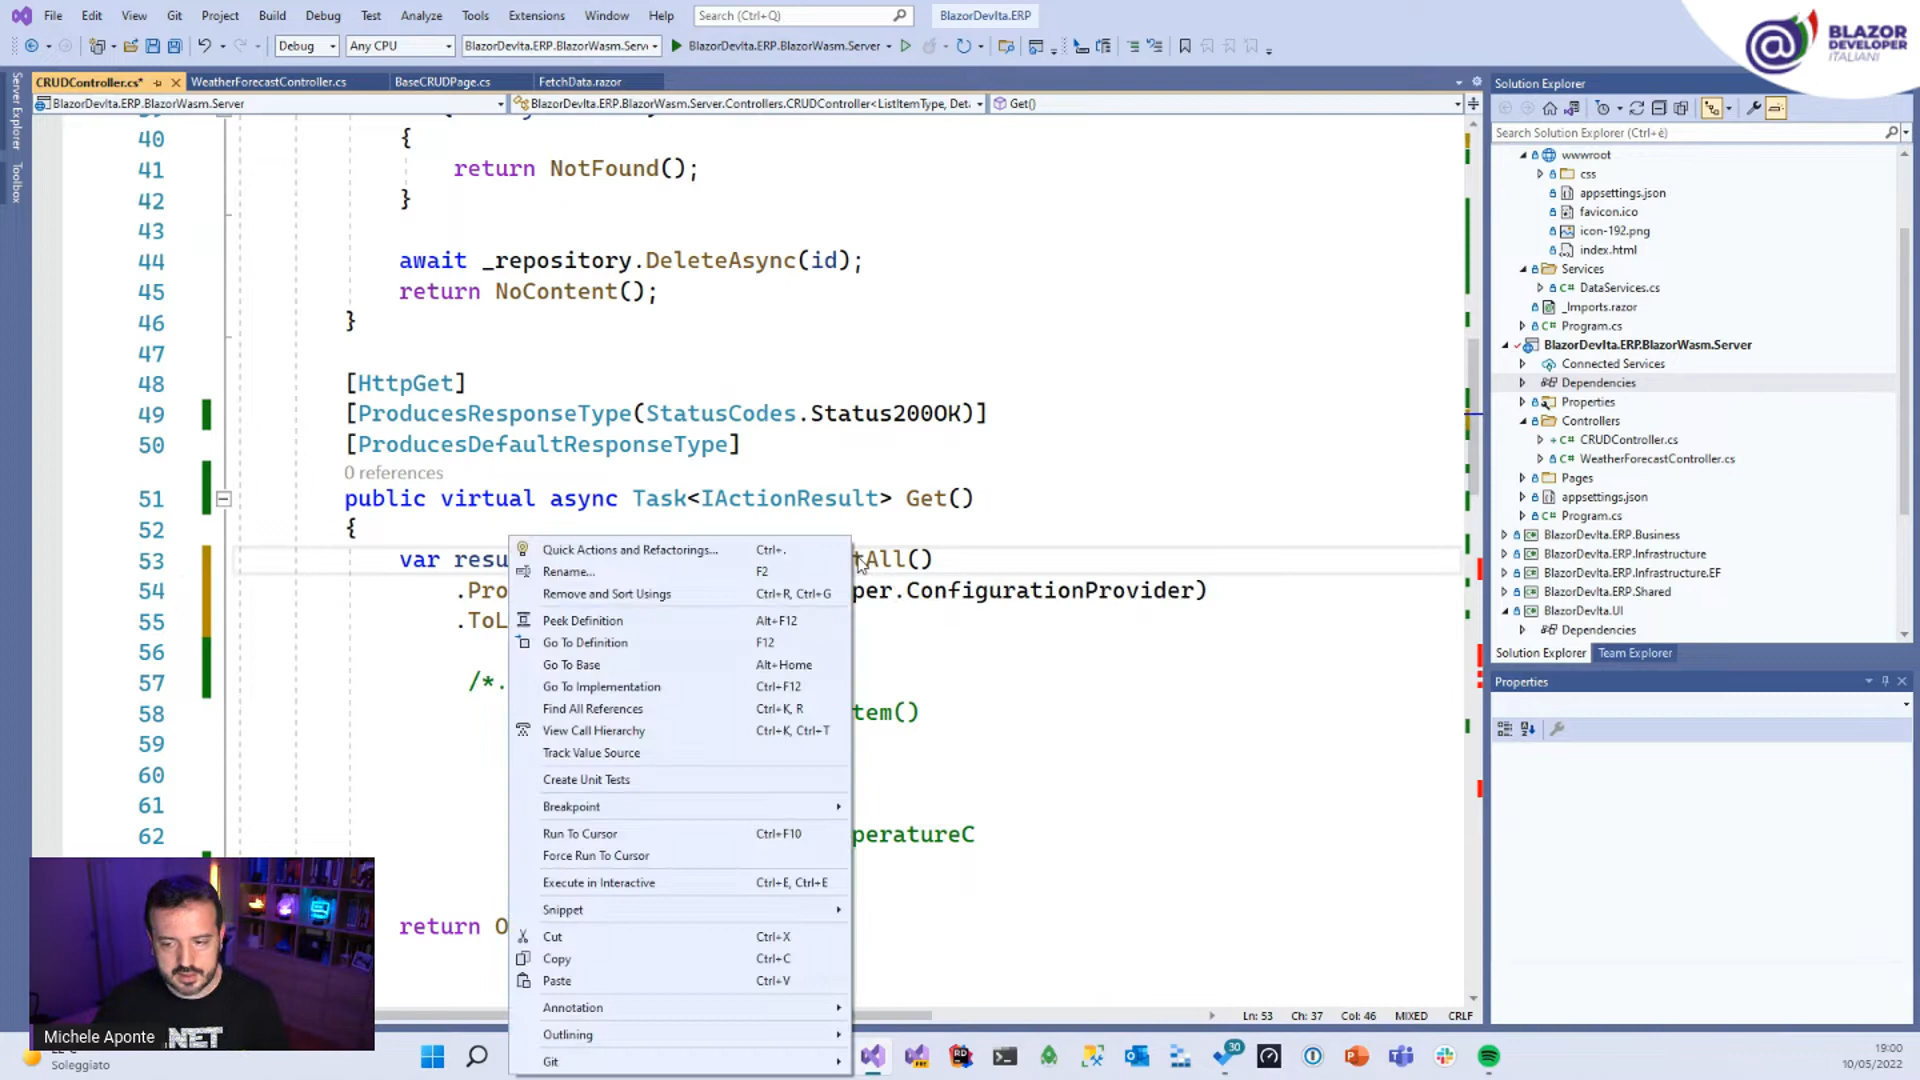 File Edit View Git Project Build Debug Test Analyze Tools Extensions Window Help Search (Ctrl+Q) BlazorDevIta.ERP
BLAZOR
DEVELOPER
ITALIANI
Debug Any CPU BlazorDevIta.ERP.BlazorWasm.Serv BlazorDevIta.ERP.BlazorWasm.Server
CRUDController.cs* WeatherForecastController.cs BaseCRUDPage.cs FetchData.razor
BlazorDevIta.ERP.BlazorWasm.Server BlazorDevIta.ERP.BlazorWasm.Server.Controllers.CRUDController<ListItemType, Det Get()
Server Explorer
Toolbox
40 {
41 return NotFound();
42 }
43
44 await _repository.DeleteAsync(id);
45 return NoContent();
46 }
47
48 [HttpGet]
49 [ProducesResponseType(StatusCodes.Status200OK)]
50 [ProducesDefaultResponseType]
0 references
51 public virtual async Task<IActionResult> Get()
52 {
53 var resu tAll()
54 .Pro per.ConfigurationProvider)
55 .ToL
56
57 /*.
58 tem()
59
60
61
62 peratureC
return O
Quick Actions and Refactorings... Ctrl+.
Rename... F2
Remove and Sort Usings Ctrl+R, Ctrl+G
Peek Definition Alt+F12
Go To Definition F12
Go To Base Alt+Home
Go To Implementation Ctrl+F12
Find All References Ctrl+K, R
View Call Hierarchy Ctrl+K, Ctrl+T
Track Value Source
Create Unit Tests
Breakpoint
Run To Cursor Ctrl+F10
Force Run To Cursor
Execute in Interactive Ctrl+E, Ctrl+E
Snippet
Cut Ctrl+X
Copy Ctrl+C
Paste Ctrl+V
Annotation
Outlining
Git
Solution Explorer
Search Solution Explorer (Ctrl+è)
wwwroot
css
appsettings.json
favicon.ico
icon-192.png
index.html
Services
DataServices.cs
_Imports.razor
Program.cs
BlazorDevIta.ERP.BlazorWasm.Server
Connected Services
Dependencies
Properties
Controllers
CRUDController.cs
WeatherForecastController.cs
Pages
appsettings.json
Program.cs
BlazorDevIta.ERP.Business
BlazorDevIta.ERP.Infrastructure
BlazorDevIta.ERP.Infrastructure.EF
BlazorDevIta.ERP.Shared
BlazorDevIta.UI
Dependencies
Solution Explorer Team Explorer
Properties
Ln: 53 Ch: 37 Col: 46 MIXED CRLF
Michele Aponte
.NET
Soleggiato
30
19:00
10/05/2022